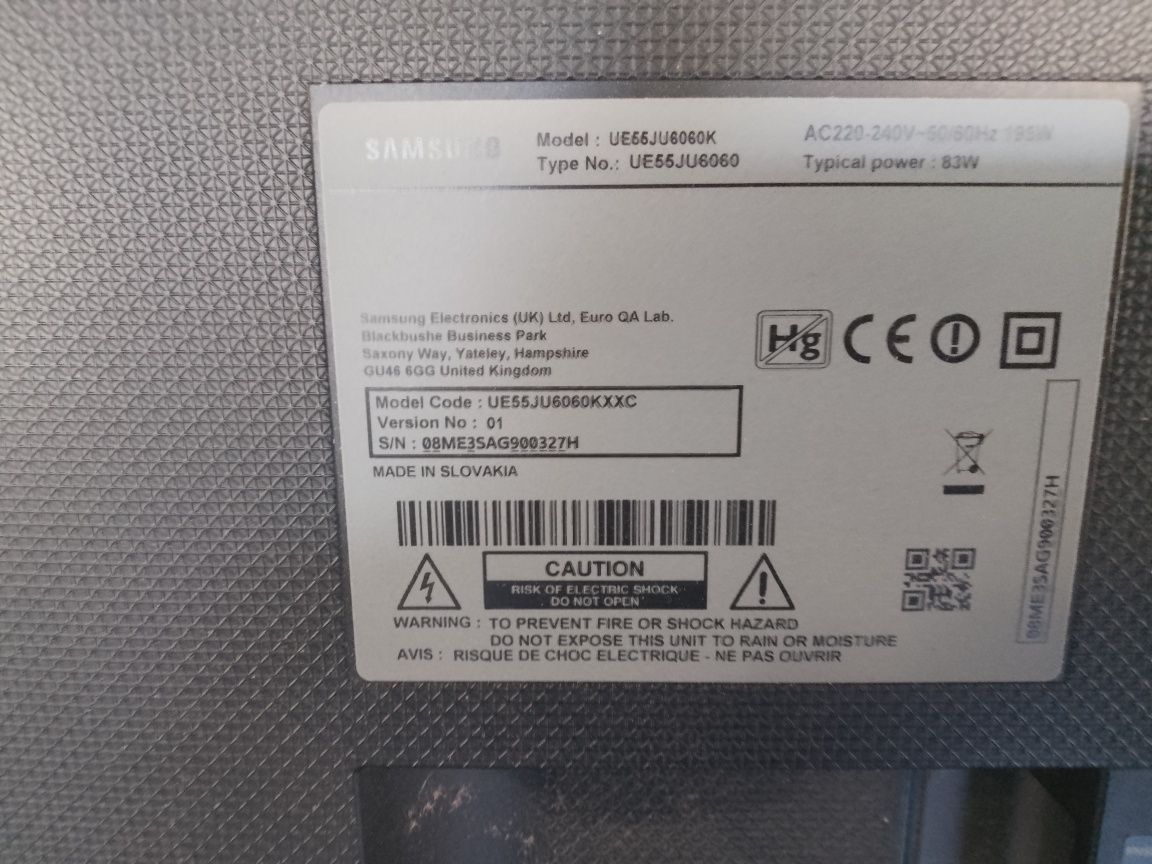 SAMSUNG
Model : UE55JU6060K
Type No.: UE55JU6060
AC220-240V~50/60Hz 195W
Typical power : 83W
Samsung Electronics (UK) Ltd, Euro QA Lab.
Blackbushe Business Park
Saxony Way, Yateley, Hampshire
GU46 6GG United Kingdom
Hg
CE
Model Code : UE55JU6060KXXC
Version No : 01
S/N : 08ME3SAG900327H
MADE IN SLOVAKIA
08ME3SAG900327H
CAUTION
RISK OF ELECTRIC SHOCK
DO NOT OPEN
WARNING : TO PREVENT FIRE OR SHOCK HAZARD
DO NOT EXPOSE THIS UNIT TO RAIN OR MOISTURE
AVIS : RISQUE DE CHOC ELECTRIQUE - NE PAS OUVRIR